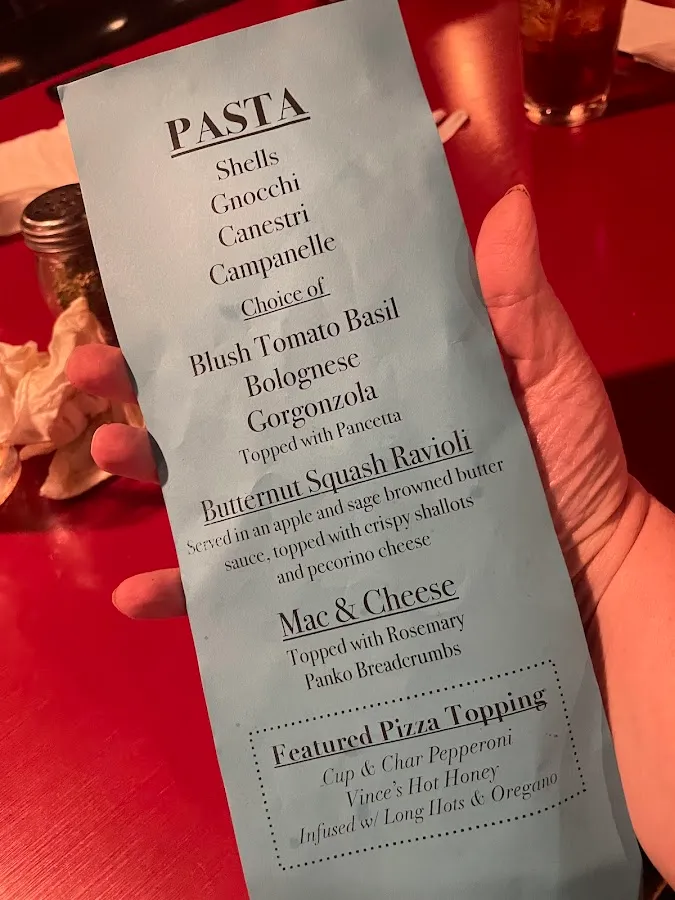 PASTA
Shells
Gnocchi
Canestri
Campanelle
Choice of
Blush Tomato Basil
Bolognese
Gorgonzola
Topped with Pancetta
Butternut Squash Ravioli
Served in an apple and sage browned butter
sauce, topped with crispy shallots
and pecorino cheese
Mac & Cheese
Topped with Rosemary
Panko Breadcrumbs
Featured Pizza Topping
Cup & Char Pepperoni
Vince's Hot Honey
Infused w/ Long Hots & Oregano